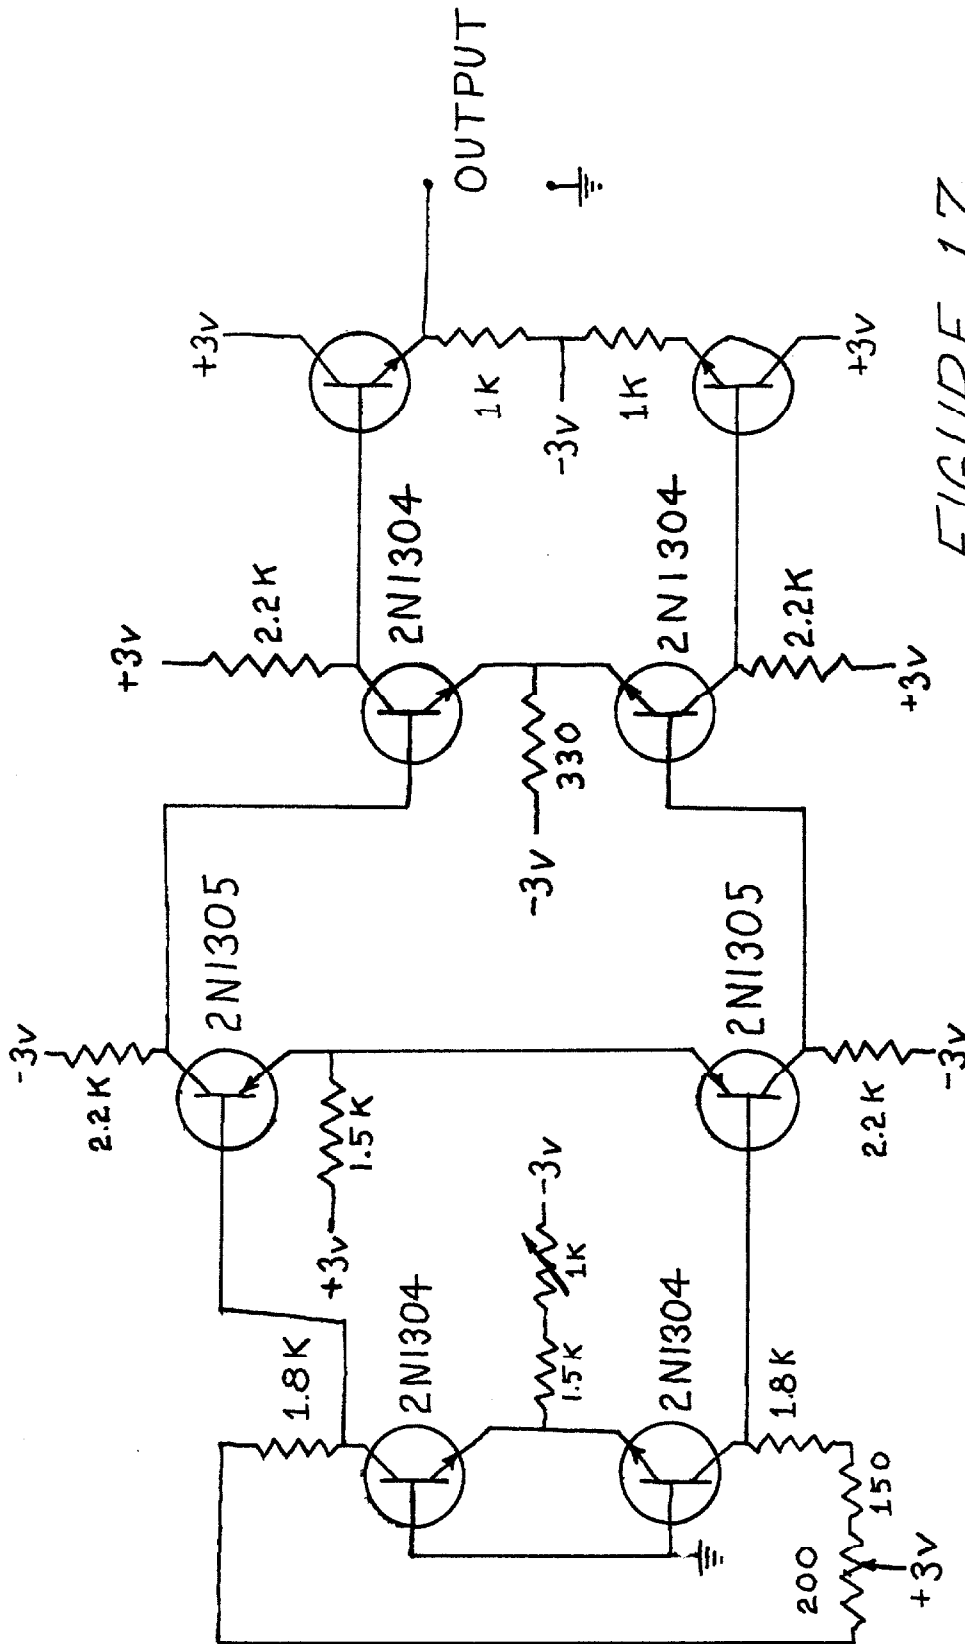 1.8K
2N1304
1.5K
1K
-3v
2N1304
1.8K
150
200
+3v
-3v
2.2K
2N1305
+3v
1.5K
2N1305
2.2K
-3v
+3v
2.2K
2N1304
-3v
330
2N1304
2.2K
+3v
+3v
1K
-3v
1K
+3v
OUTPUT
FIGURE 17